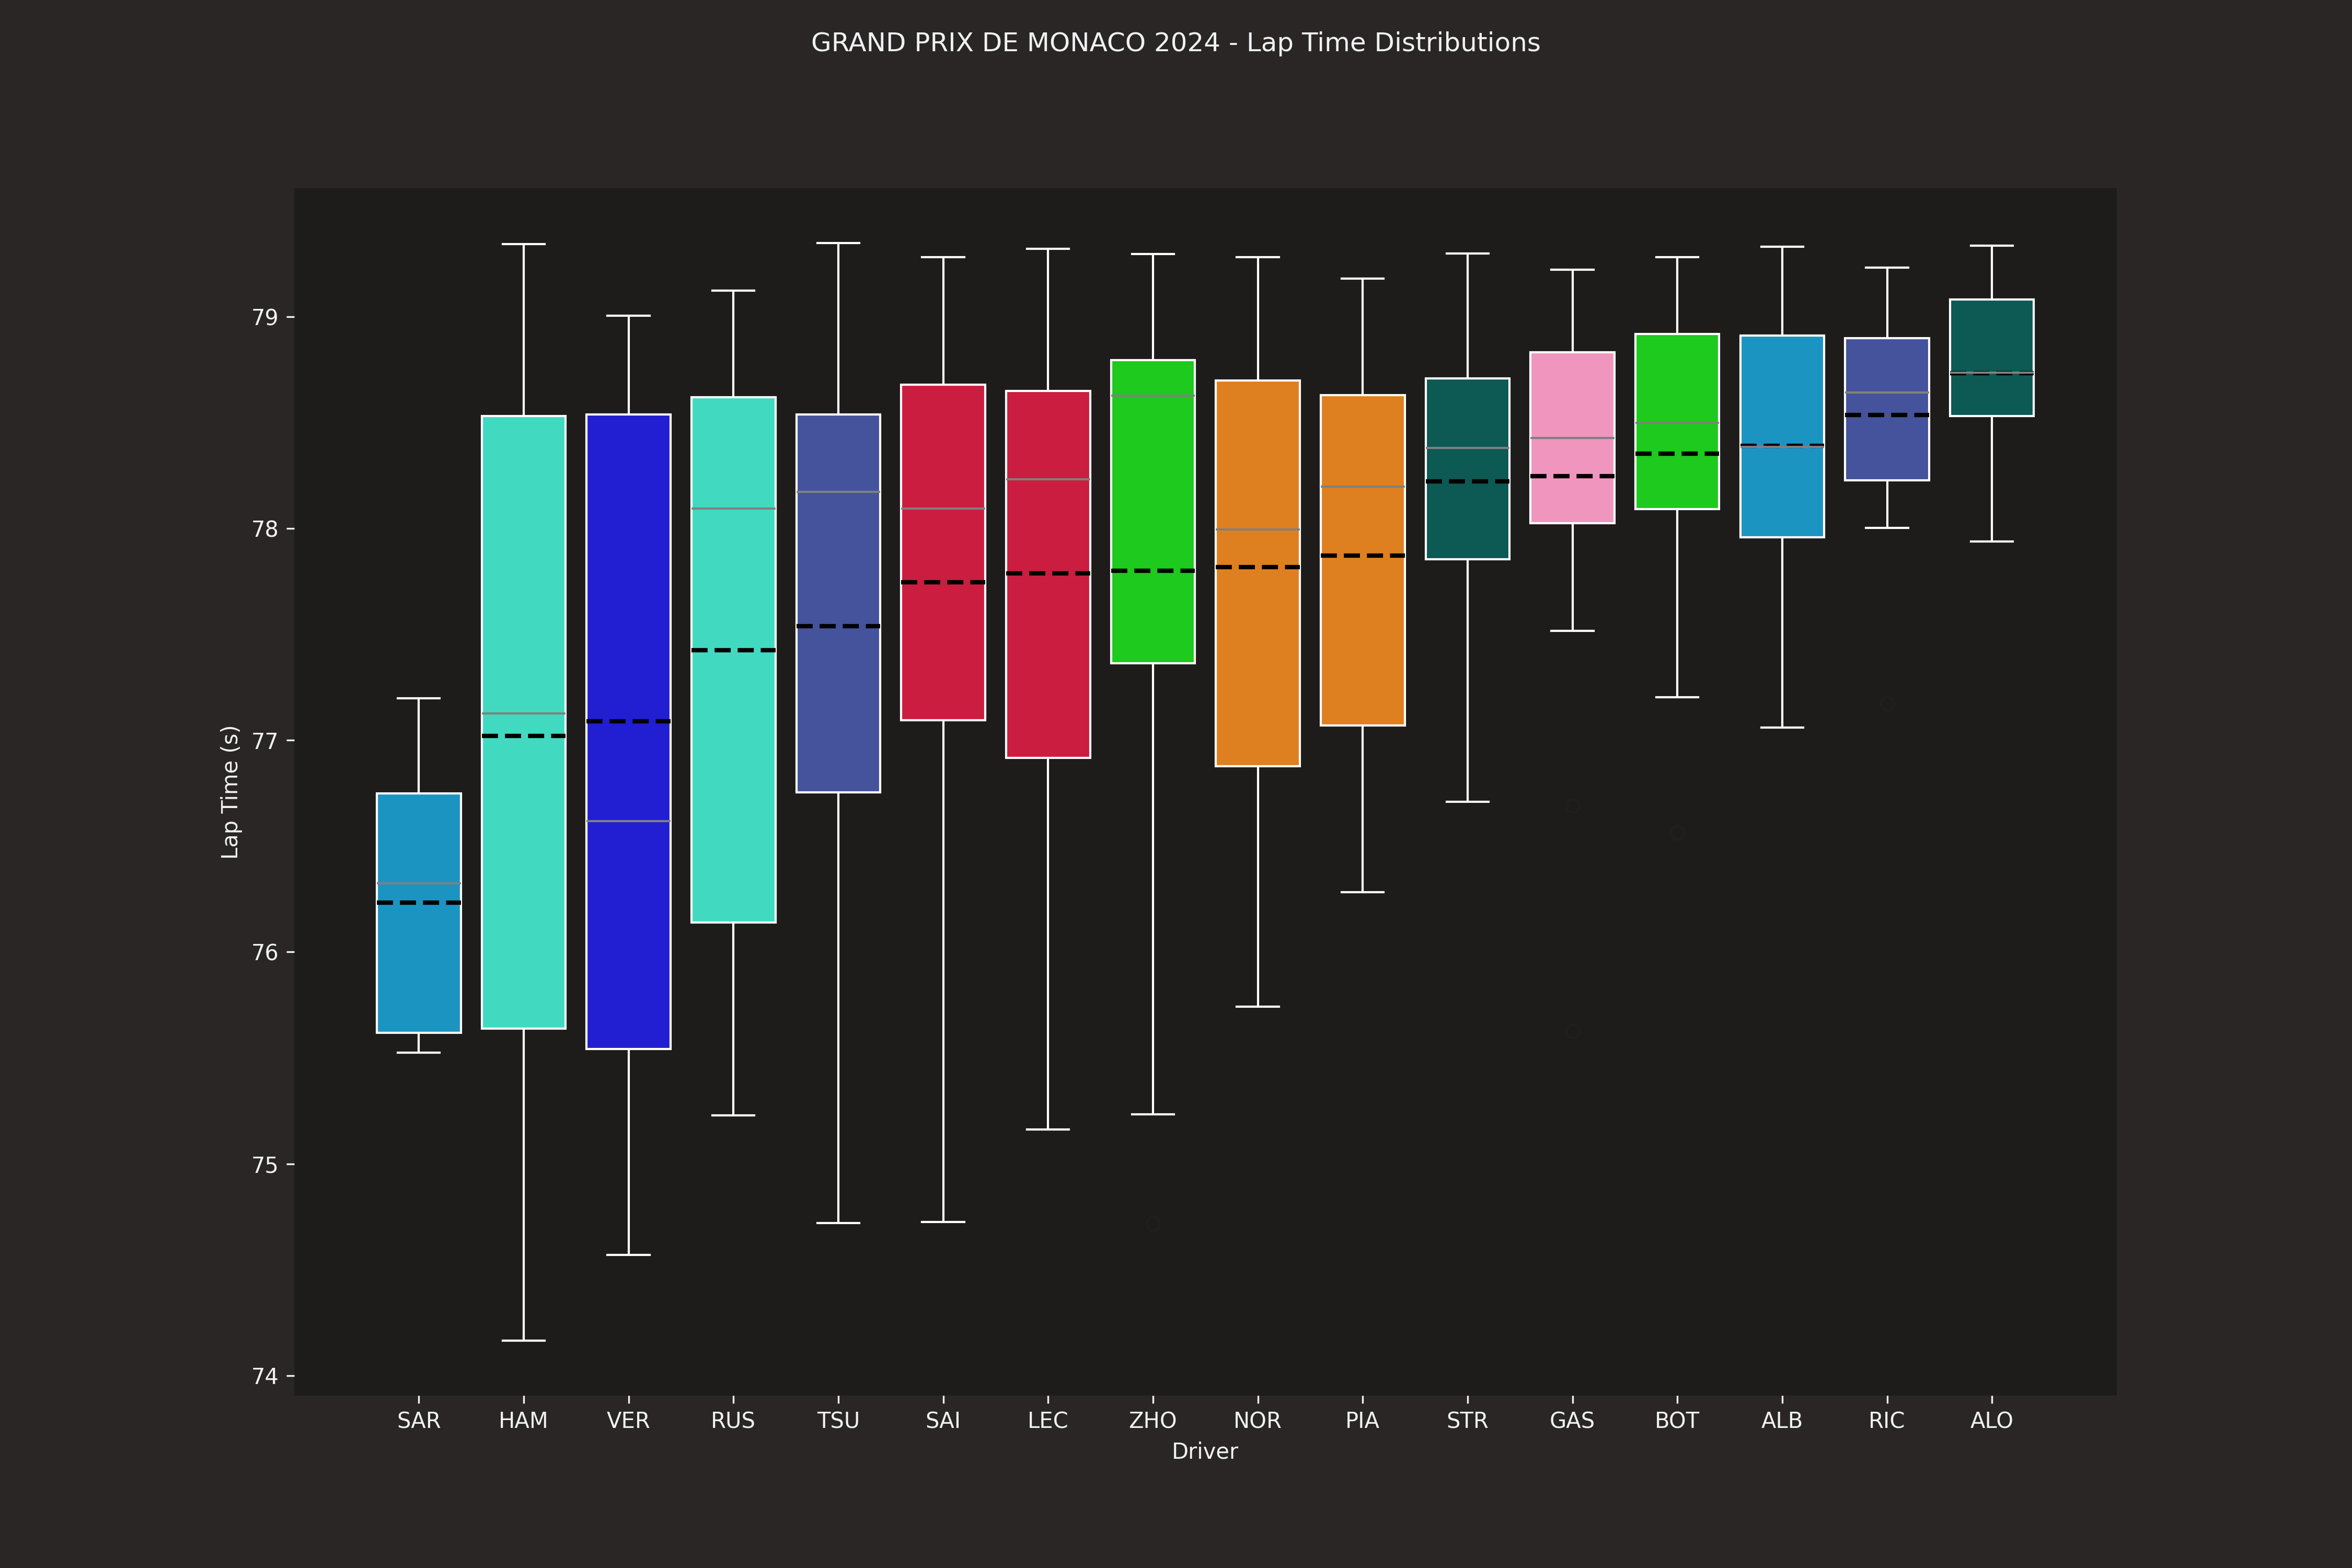 GRAND PRIX DE MONACO 2024 - Lap Time Distributions
Lap Time (s)
79
78
77
76
75
74
SAR HAM VER RUS TSU SAI LEC ZHO NOR PIA STR GAS BOT ALB RIC ALO
Driver